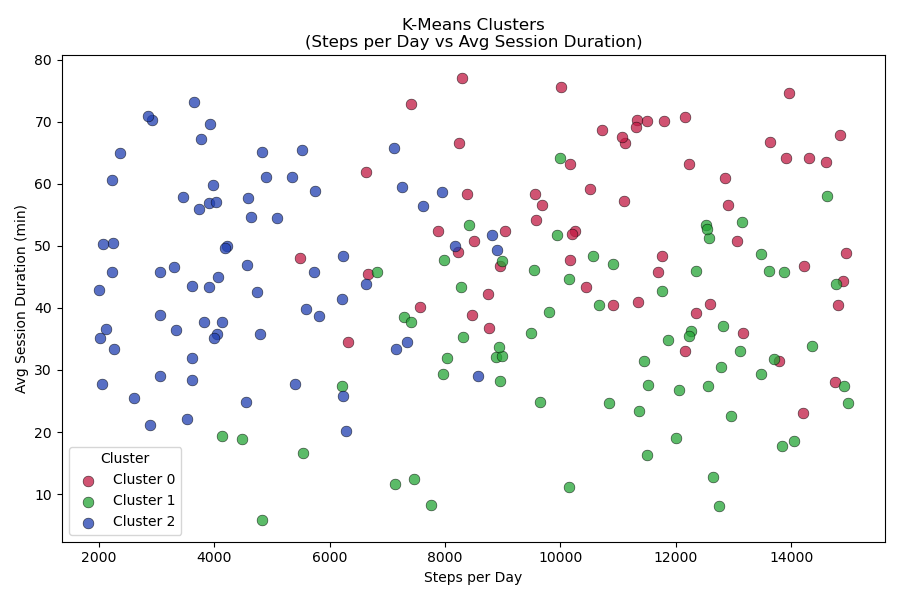 K-Means Clusters
(Steps per Day vs Avg Session Duration)
Avg Session Duration (min)
80
70
60
50
40
30
20
10
Cluster
Cluster 0
Cluster 1
Cluster 2
2000 4000 6000 8000 10000 12000 14000
Steps per Day